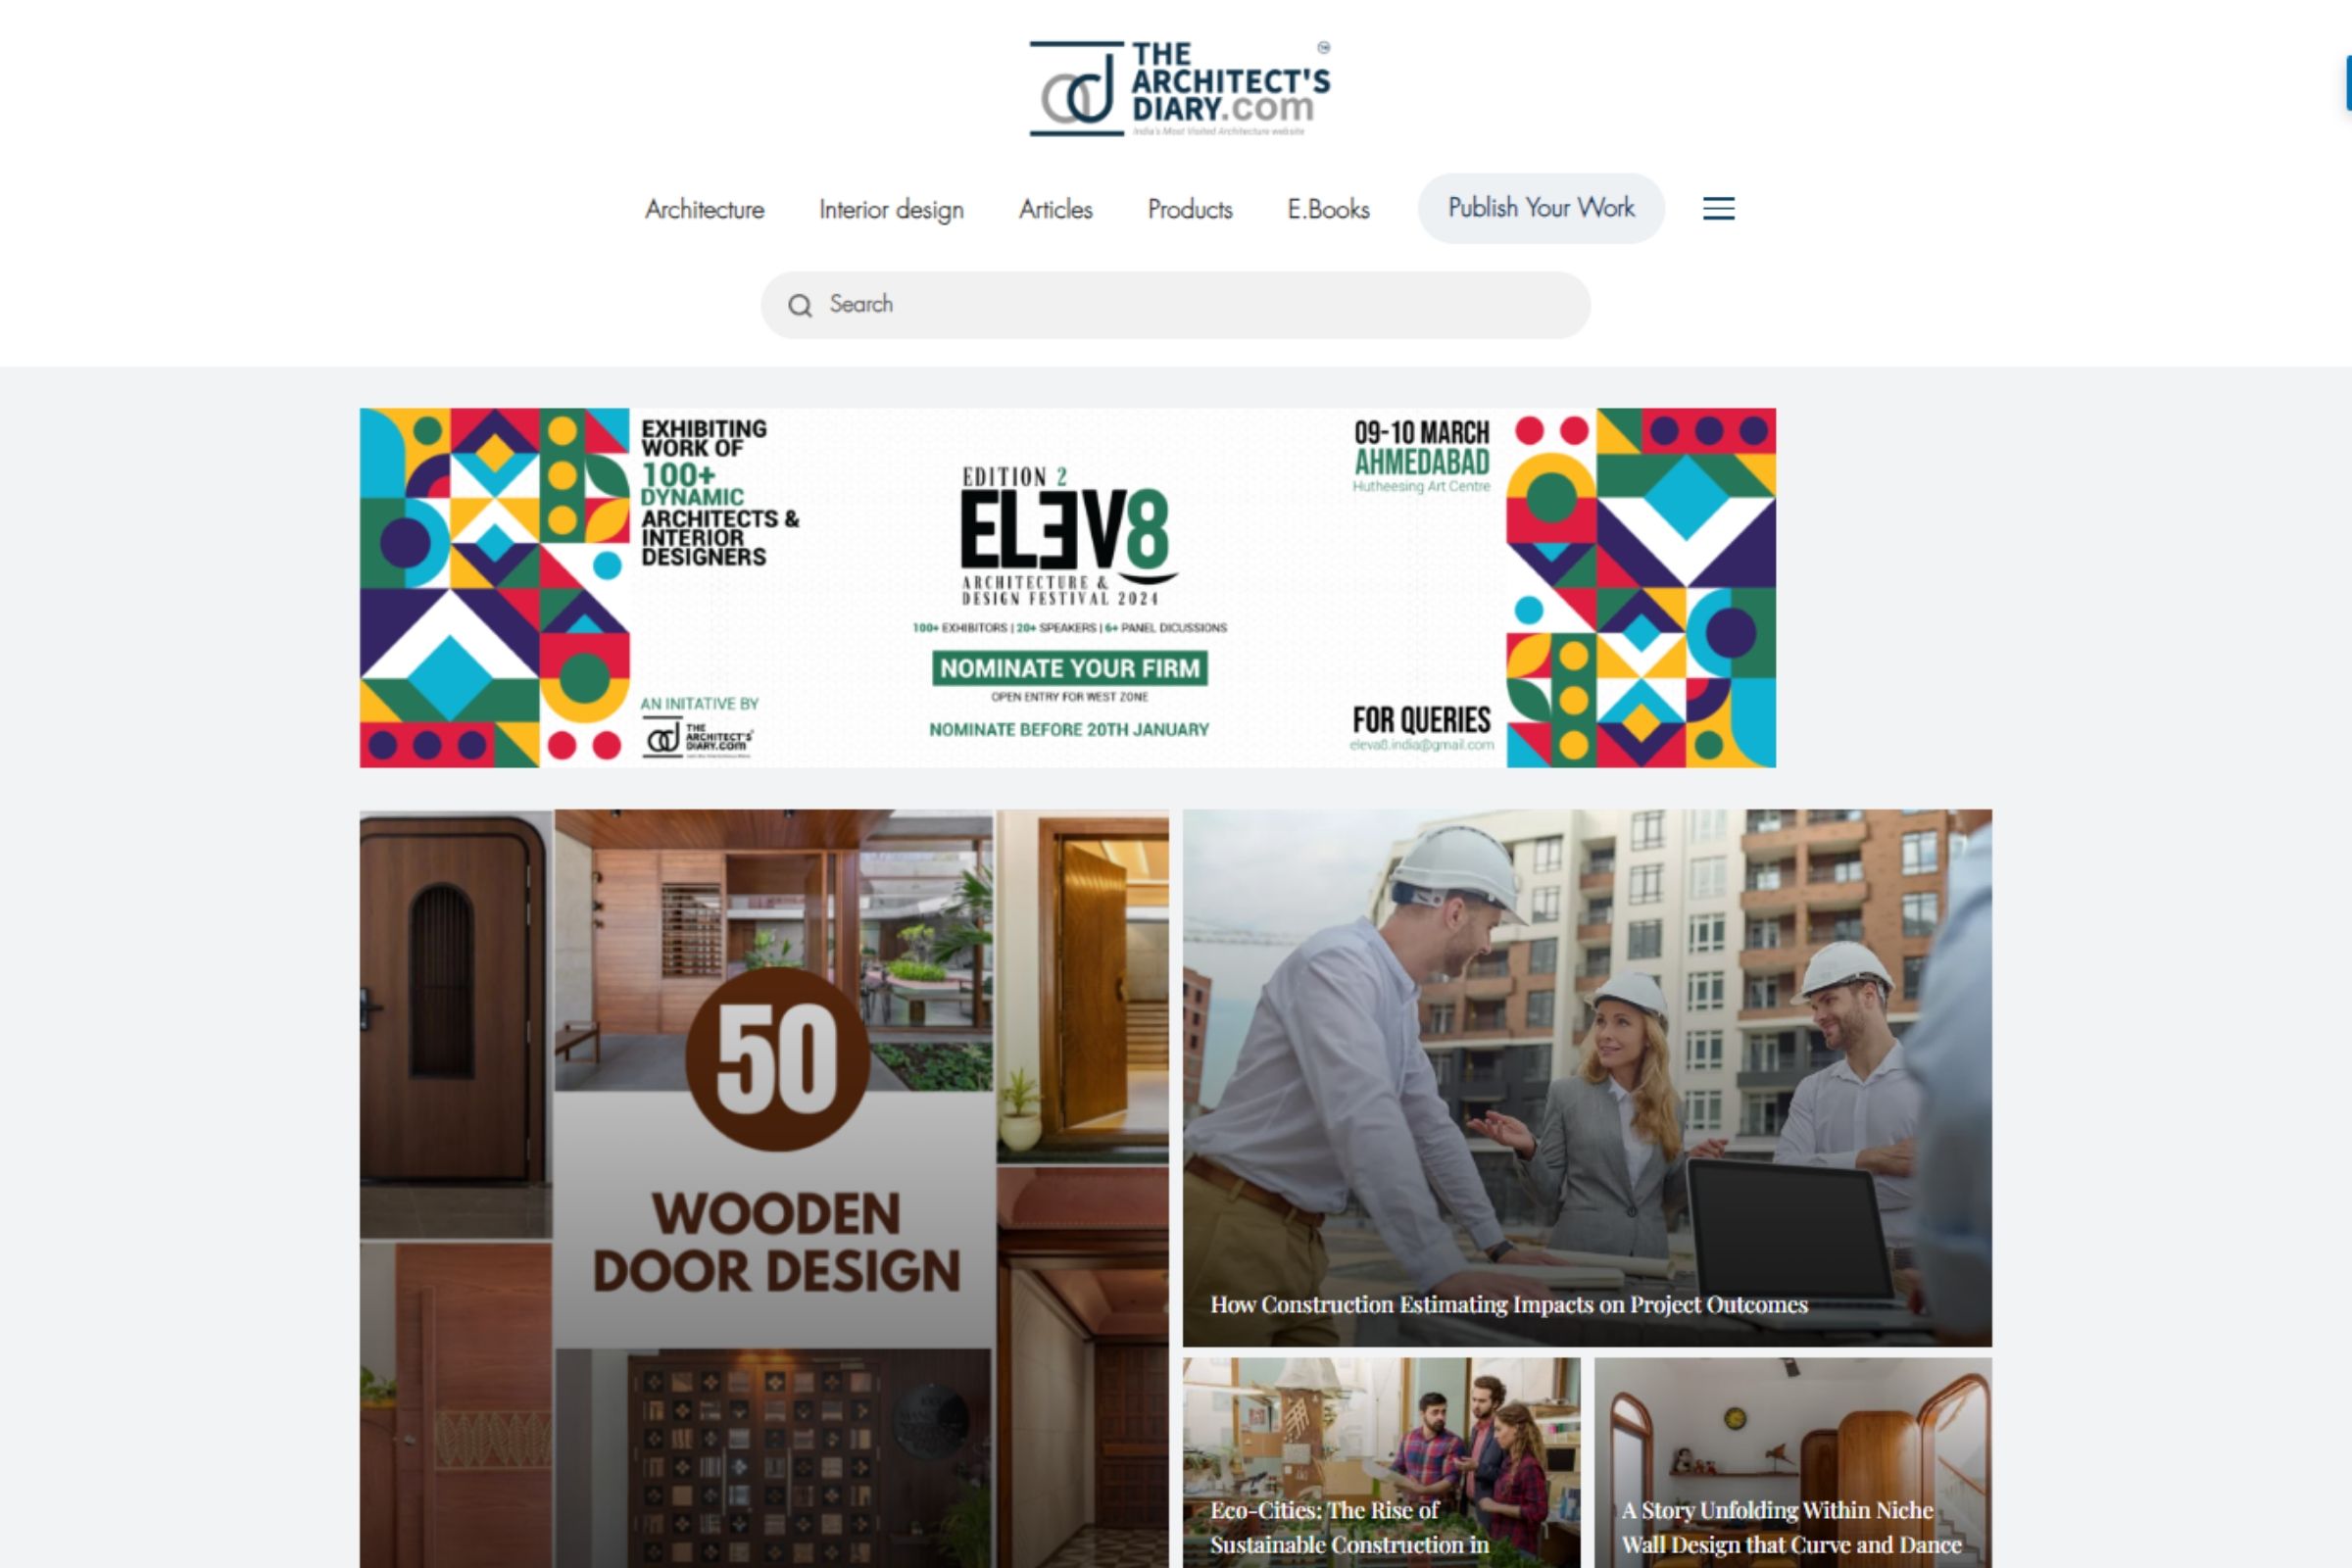 THE
ARCHITECT'S
DIARY.com
India's Most Visited Architecture website
Architecture
Interior design
Articles
Products
E.Books
Publish Your Work
Search
EXHIBITING
WORK OF
100+
DYNAMIC
ARCHITECTS &
INTERIOR
DESIGNERS
AN INITATIVE BY
THE
ARCHITECT'S
DIARY.com
EDITION 2
ELEV8
ARCHITECTURE &
DESIGN FESTIVAL 2024
100+ EXHIBITORS | 20+ SPEAKERS | 6+ PANEL DICUSSIONS
NOMINATE YOUR FIRM
OPEN ENTRY FOR WEST ZONE
NOMINATE BEFORE 20TH JANUARY
09-10 MARCH
AHMEDABAD
Hutheesing Art Centre
FOR QUERIES
eleva8.india@gmail.com
50
WOODEN
DOOR DESIGN
How Construction Estimating Impacts on Project Outcomes
Eco-Cities: The Rise of
Sustainable Construction in
A Story Unfolding Within Niche
Wall Design that Curve and Dance